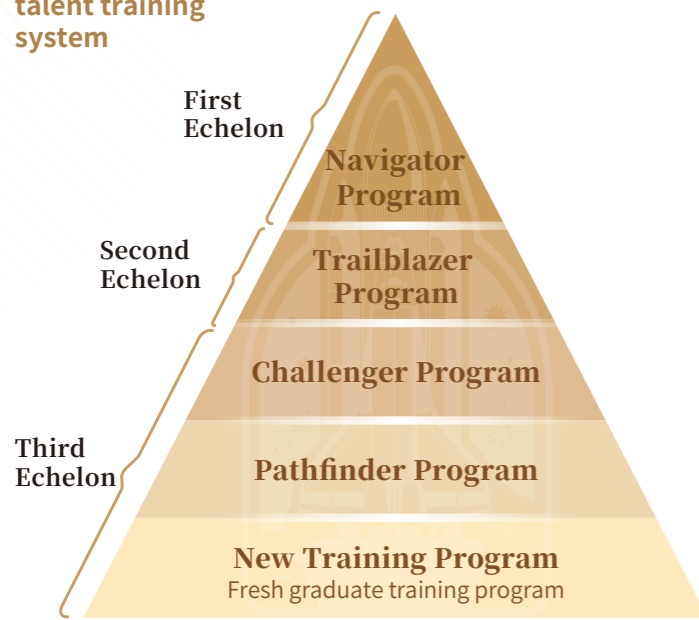 talent training
system
First
Echelon
Navigator
Program
Second
Echelon
Trailblazer
Program
Challenger Program
Third
Echelon
Pathfinder Program
New Training Program
Fresh graduate training program